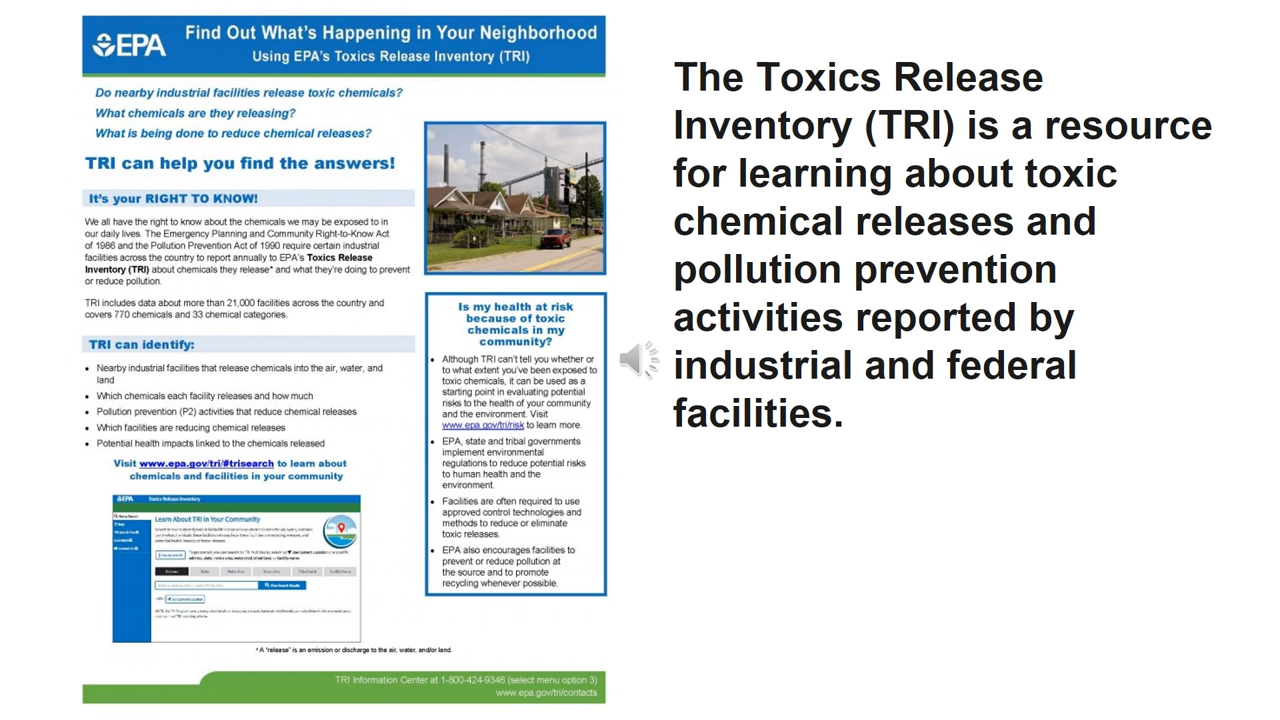 EPA
Find Out What's Happening in Your Neighborhood
Using EPA's Toxics Release Inventory (TRI)
Do nearby industrial facilities release toxic chemicals?
What chemicals are they releasing?
What is being done to reduce chemical releases?
TRI can help you find the answers!
It's your RIGHT TO KNOW!
We all have the right to know about the chemicals we may be exposed to in
our daily lives. The Emergency Planning and Community Right-to-Know Act
of 1986 and the Pollution Prevention Act of 1990 require certain industrial
facilities across the country to report annually to EPA's Toxics Release
Inventory (TRI) about chemicals they release* and what they're doing to prevent
or reduce pollution.
TRI includes data about more than 21,000 facilities across the country and
covers 770 chemicals and 33 chemical categories.
TRI can identify:
• Nearby industrial facilities that release chemicals into the air, water, and
land
• Which chemicals each facility releases and how much
• Pollution prevention (P2) activities that reduce chemical releases
• Which facilities are reducing chemical releases
• Potential health impacts linked to the chemicals released
Visit www.epa.gov/tri/#trisearch to learn about
chemicals and facilities in your community
EPA Toxics Release Inventory
Learn About TRI in Your Community
* A "release" is an emission or discharge to the air, water, and/or land.
Is my health at risk
because of toxic
chemicals in my
community?
• Although TRI can't tell you whether or
to what extent you've been exposed to
toxic chemicals, it can be used as a
starting point in evaluating potential
risks to the health of your community
and the environment. Visit
www.epa.gov/tri/risk to learn more.
• EPA, state and tribal governments
implement environmental
regulations to reduce potential risks
to human health and the
environment.
• Facilities are often required to use
approved control technologies and
methods to reduce or eliminate
toxic releases.
• EPA also encourages facilities to
prevent or reduce pollution at
the source and to promote
recycling whenever possible.
TRI Information Center at 1-800-424-9346 (select menu option 3)
www.epa.gov/tri/contacts
The Toxics Release
Inventory (TRI) is a resource
for learning about toxic
chemical releases and
pollution prevention
activities reported by
industrial and federal
facilities.